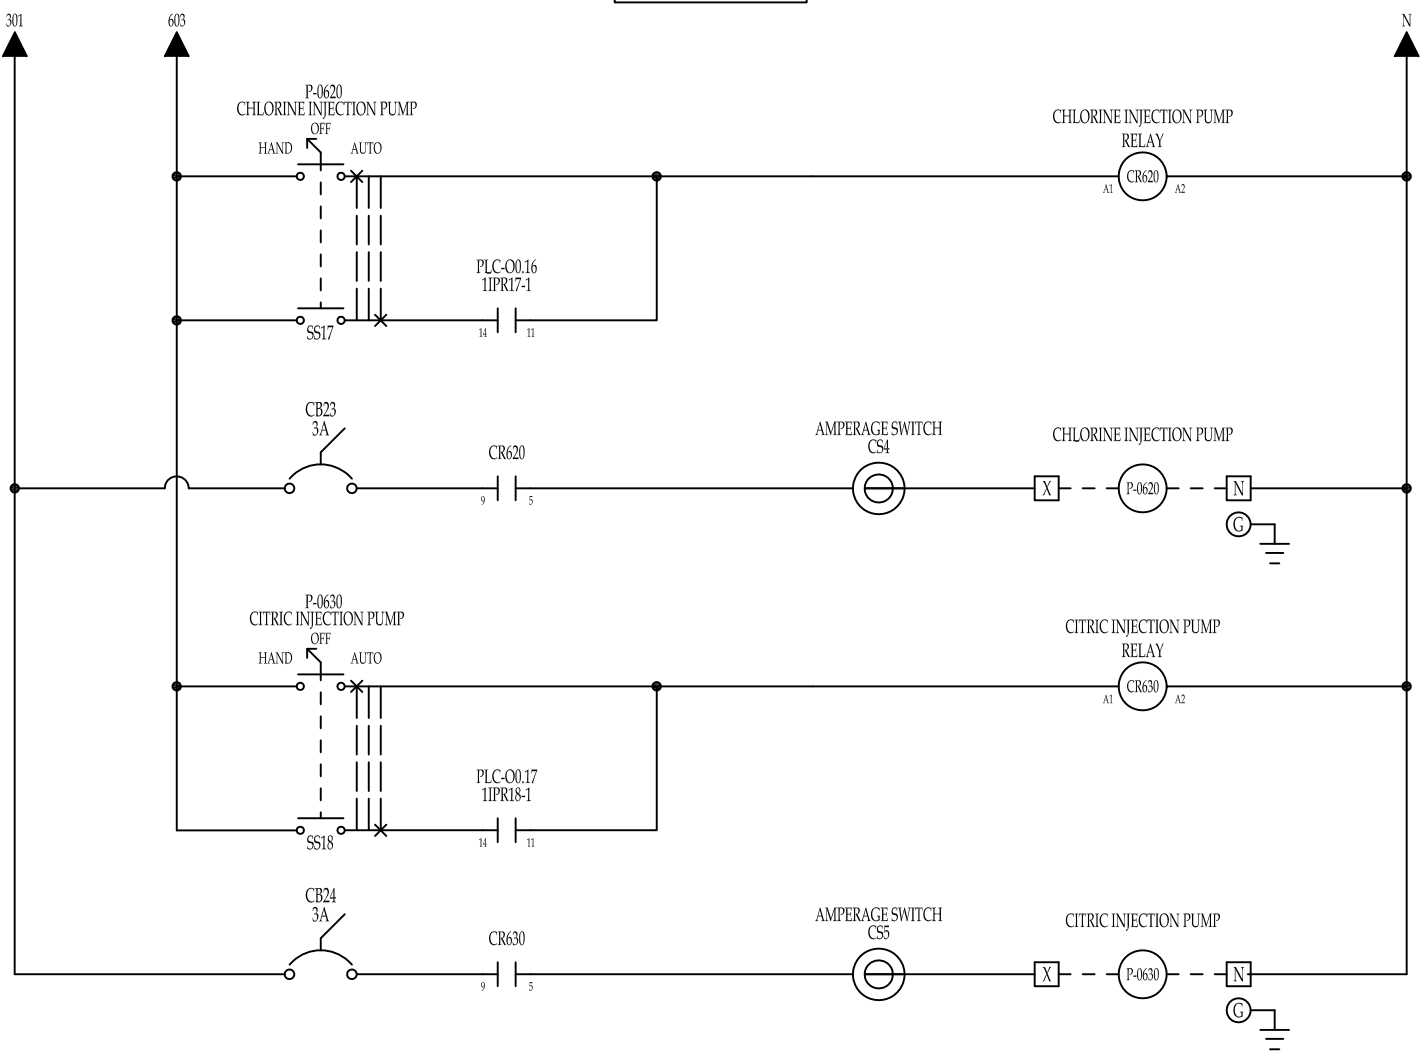 301
603
N
P-0620
CHLORINE INJECTION PUMP
OFF
HAND
AUTO
CHLORINE INJECTION PUMP
RELAY
CR620
A1
A2
PLC-O0.16
1IPR17-1
14
11
SS17
CB23
3A
CR620
9
5
AMPERAGE SWITCH
CS4
CHLORINE INJECTION PUMP
X
P-0620
N
G
P-0630
CITRIC INJECTION PUMP
OFF
HAND
AUTO
CITRIC INJECTION PUMP
RELAY
CR630
A1
A2
PLC-O0.17
1IPR18-1
14
11
SS18
CB24
3A
CR630
9
5
AMPERAGE SWITCH
CS5
CITRIC INJECTION PUMP
X
P-0630
N
G